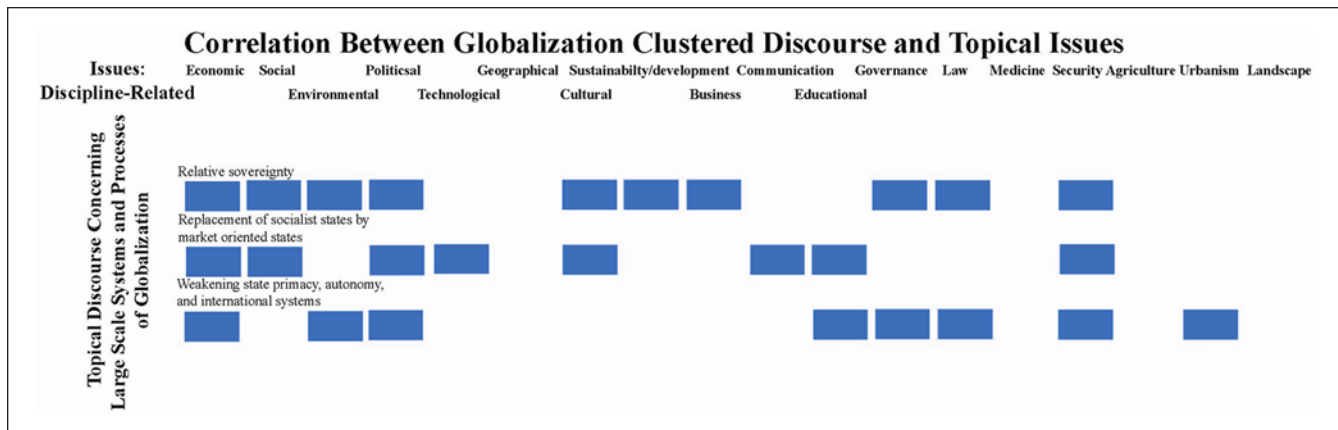 Correlation Between Globalization Clustered Discourse and Topical Issues
Issues: Economic Social Politicsal Geographical Sustainabilty/development Communication Governance Law Medicine Security Agriculture Urbanism Landscape
Discipline-Related Environmental Technological Cultural Business Educational
Topical Discourse Concerning
Large Scale Systems and Processes
of Globalization
Relative sovereignty
Replacement of socialist states by
market oriented states
Weakening state primacy, autonomy,
and international systems